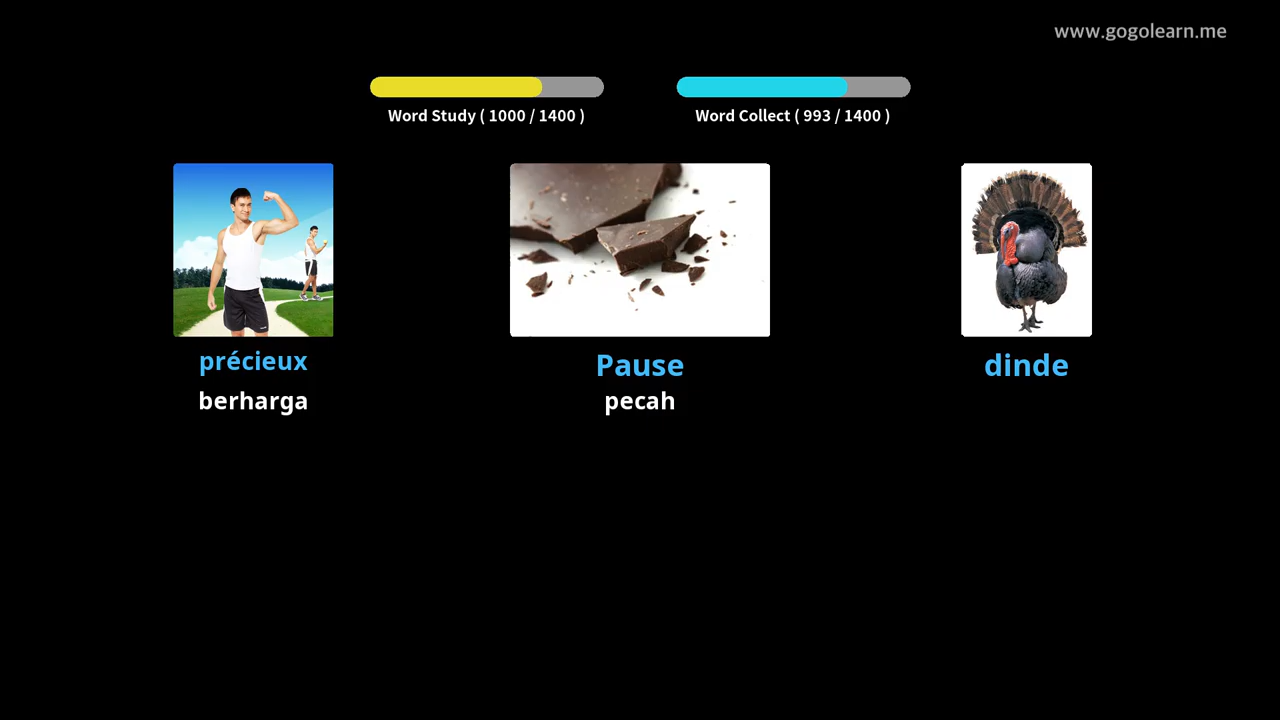 www.gogolearn.me
Word Study ( 1000 / 1400 )
Word Collect ( 993 / 1400 )
précieux
Pause
dinde
berharga
pecah